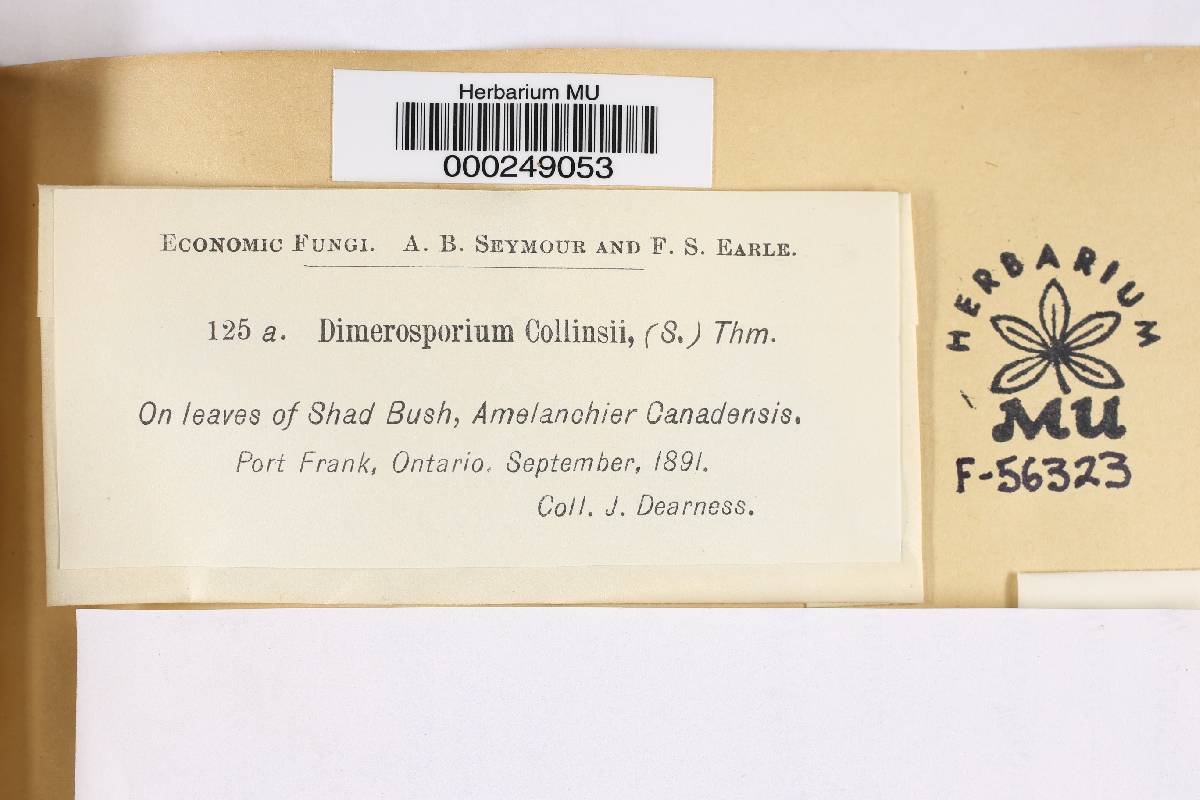 Herbarium MU
000249053
Economic Fungi. A. B. Seymour and F. S. Earle.
125 a. Dimerosporium Collinsii, (S.) Thm.
On leaves of Shad Bush, Amelanchier Canadensis.
Port Frank, Ontario. September, 1891.
Coll. J. Dearness.
HERBARIUM
MU
F-56323